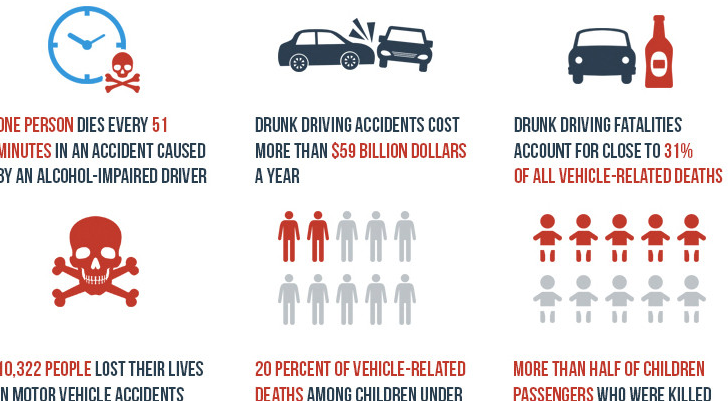 ONE PERSON DIES EVERY 51
MINUTES IN AN ACCIDENT CAUSED
BY AN ALCOHOL-IMPAIRED DRIVER
DRUNK DRIVING ACCIDENTS COST
MORE THAN $59 BILLION DOLLARS
A YEAR
DRUNK DRIVING FATALITIES
ACCOUNT FOR CLOSE TO 31%
OF ALL VEHICLE-RELATED DEATHS
10,322 PEOPLE LOST THEIR LIVES
IN MOTOR VEHICLE ACCIDENTS
20 PERCENT OF VEHICLE-RELATED
DEATHS AMONG CHILDREN UNDER
MORE THAN HALF OF CHILDREN
PASSENGERS WHO WERE KILLED